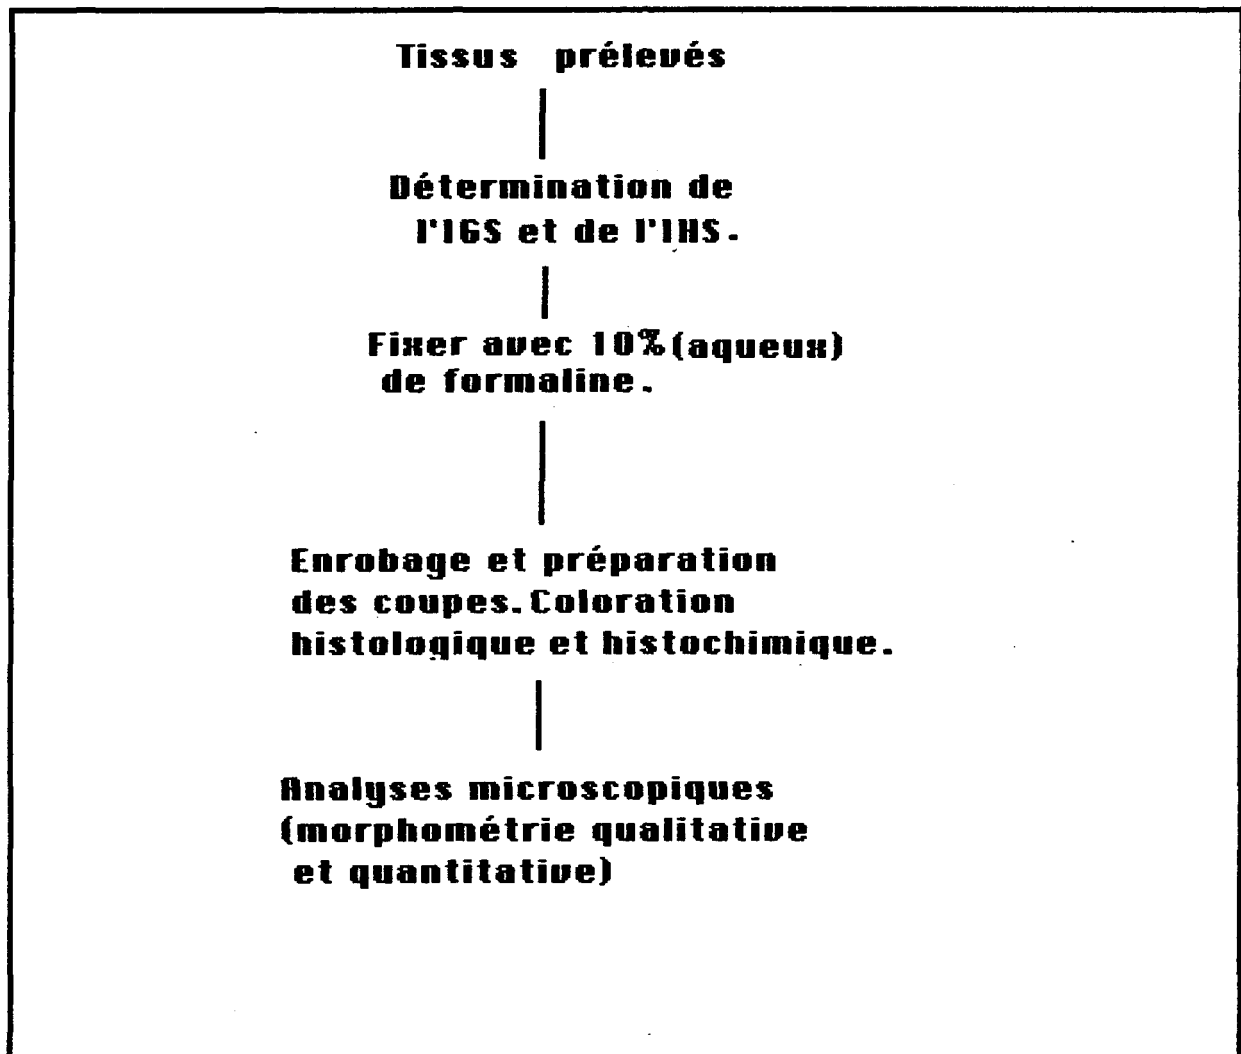 Tissus prélevés
Détermination de
l'IGS et de l'IHS.
Fixer avec 10% (aqueux)
de formaline.
Enrobage et préparation
des coupes. Coloration
histologique et histochimique.
Analyses microscopiques
(morphométrie qualitative
et quantitative)